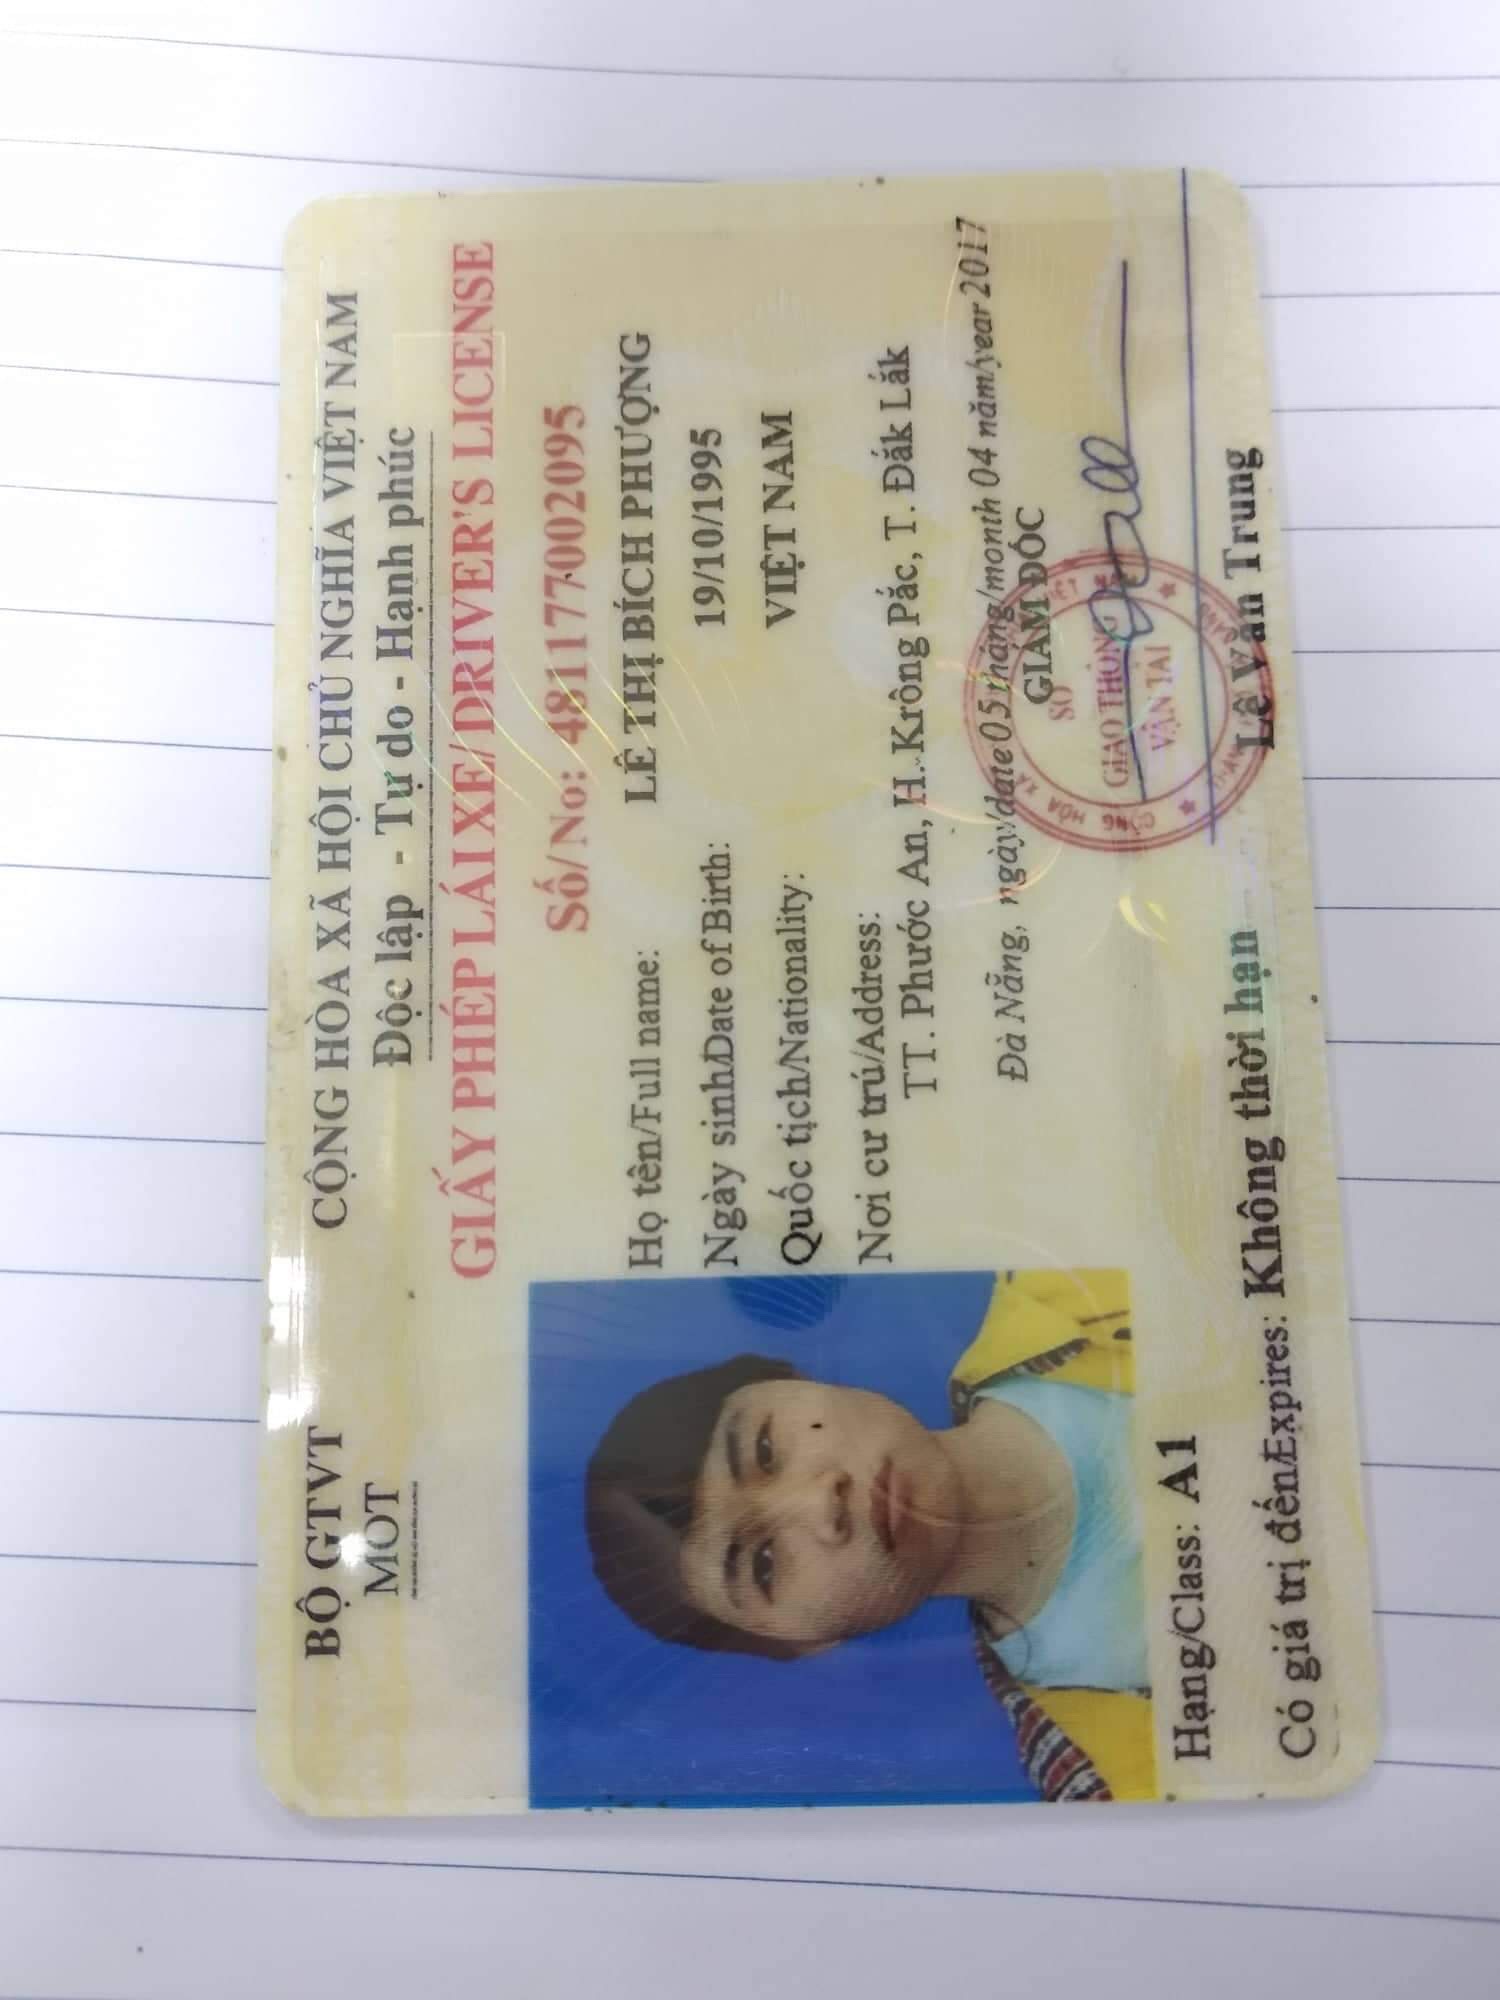 BỘ GTVT
MOT
CỘNG HÒA XÃ HỘI CHỦ NGHĨA VIỆT NAM
Độc lập - Tự do - Hạnh phúc
GIẤY PHÉP LÁI XE/ DRIVER'S LICENSE
Số/No: 481177002095
Họ tên/Full name: LÊ THỊ BÍCH PHƯỢNG
Ngày sinh/Date of Birth: 19/10/1995
Quốc tịch/Nationality: VIỆT NAM
Nơi cư trú/Address:
TT. Phước An, H. Krông Pắc, T. Đắk Lắk
Đà Nẵng, ngày/date 05 tháng/month 04 năm/year 2017
GIÁM ĐỐC
SỞ
GIAO THÔNG
VẬN TẢI
Lê Văn Trung
Hạng/Class: A1
Có giá trị đến/Expires: Không thời hạn